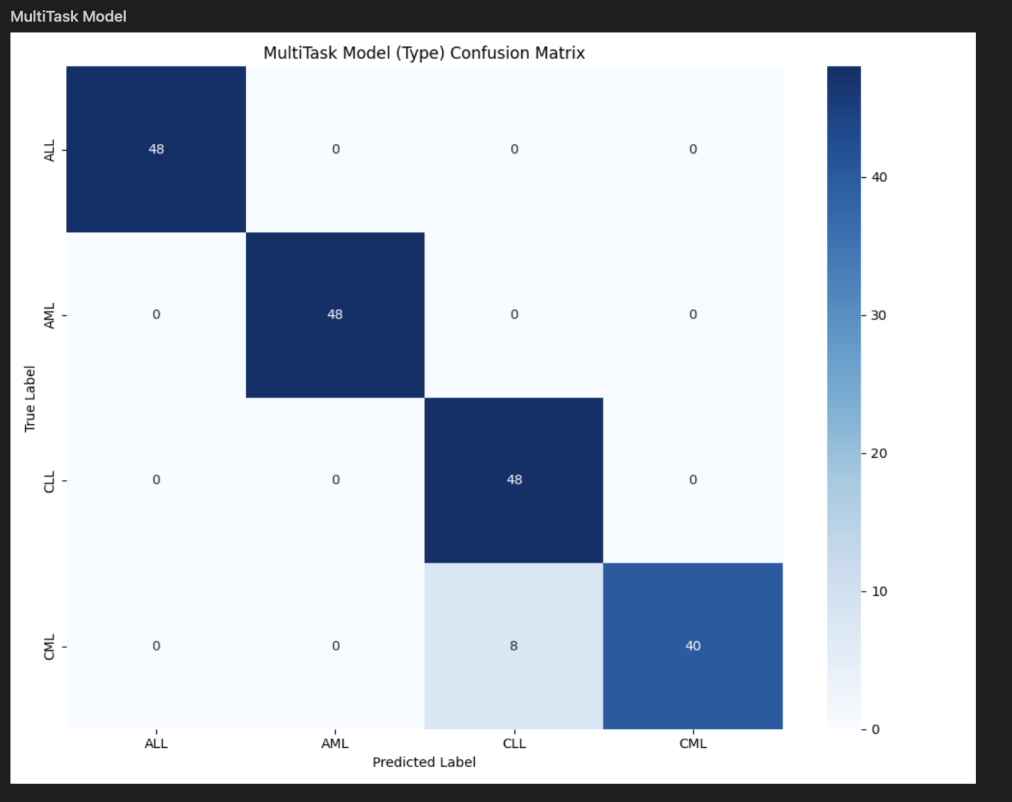 MultiTask Model
MultiTask Model (Type) Confusion Matrix
True Label
ALL
48
0
0
0
AML
0
48
0
0
CLL
0
0
48
0
CML
0
0
8
40
ALL
AML
CLL
CML
Predicted Label
40
30
20
10
0